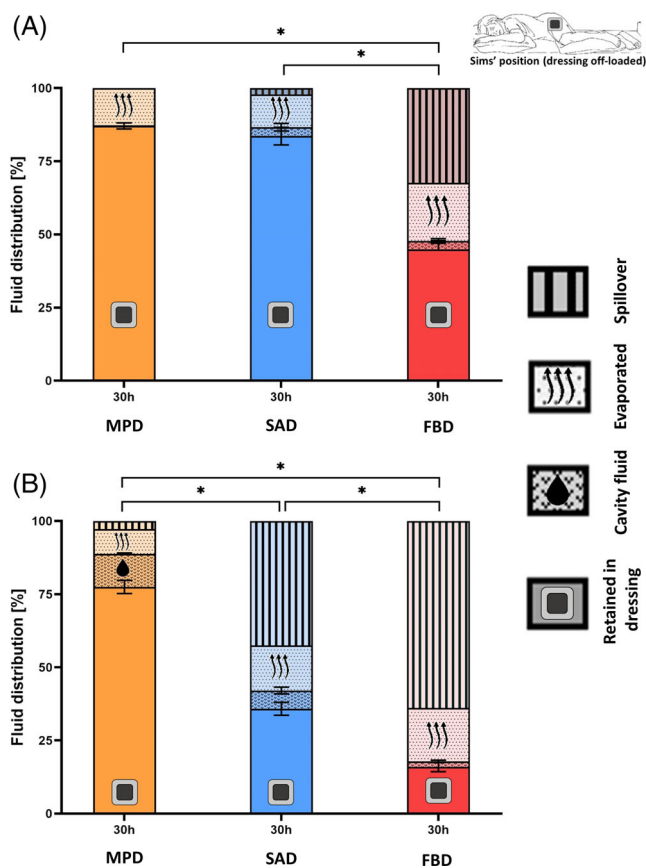 (A)
*
*
Sims' position (dressing off-loaded)
Fluid distribution [%]
100
75
50
25
0
30h
30h
30h
MPD
SAD
FBD
(B)
*
*
*
Fluid distribution [%]
100
75
50
25
0
30h
30h
30h
MPD
SAD
FBD
Spillover
Evaporated
Cavity fluid
Retained in
dressing